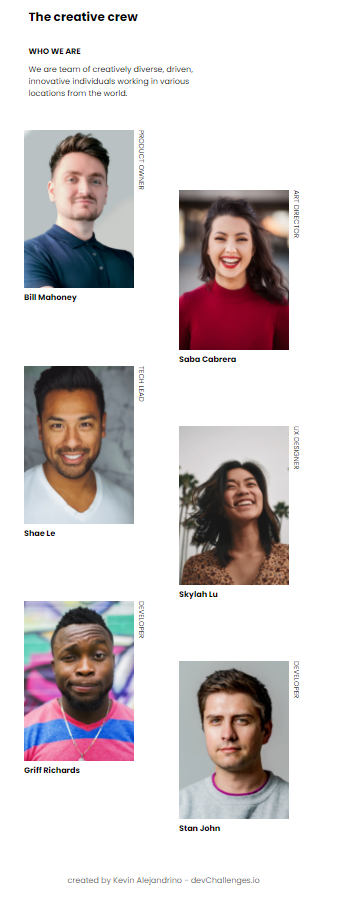 The creative crew
WHO WE ARE
We are team of creatively diverse, driven,
innovative individuals working in various
locations from the world.
PRODUCT OWNER
Bill Mahoney
ART DIRECTOR
Saba Cabrera
TECH LEAD
Shae Le
UX DESIGNER
Skylah Lu
DEVELOPER
Griff Richards
DEVELOPER
Stan John
created by Kevin Alejandrino - devChallenges.io